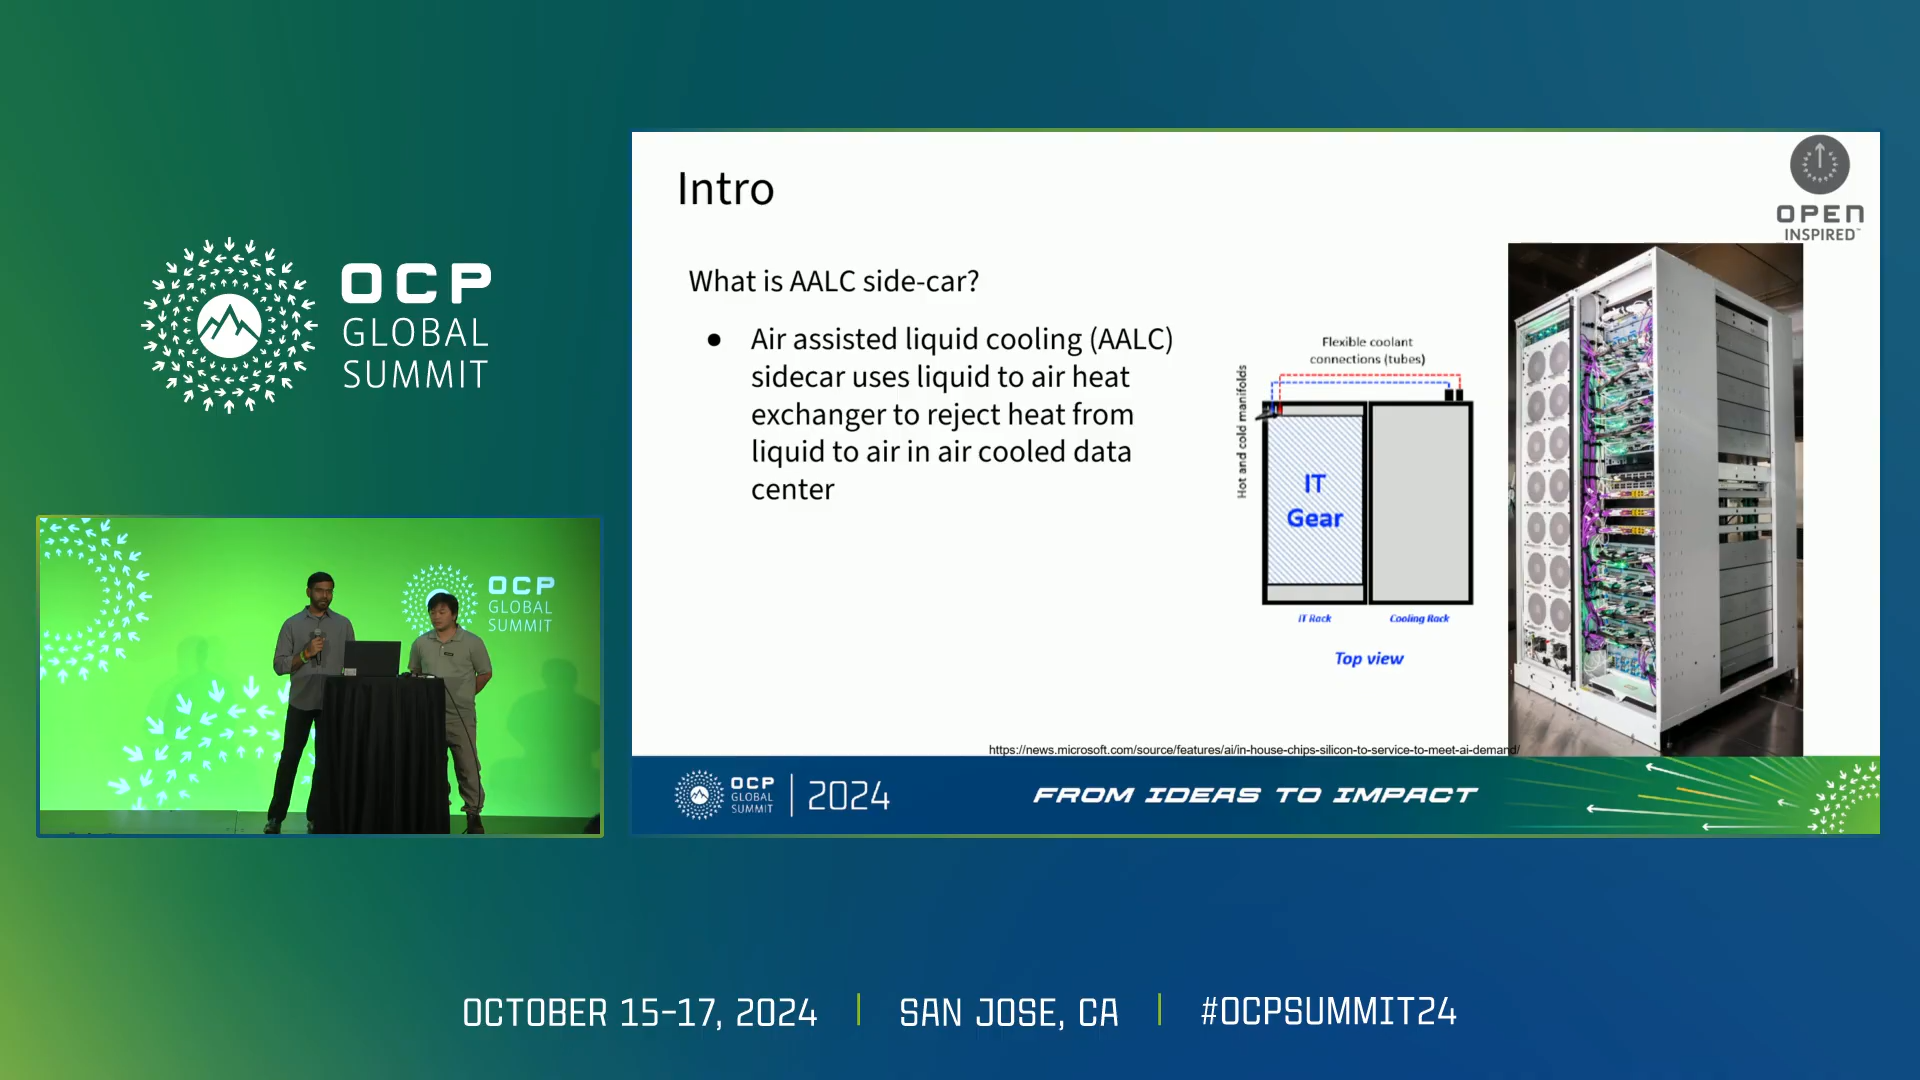 OCP
GLOBAL
SUMMIT
OCP
GLOBAL
SUMMIT
Intro
OPEN
INSPIRED™
What is AALC side-car?
● Air assisted liquid cooling (AALC)
sidecar uses liquid to air heat
exchanger to reject heat from
liquid to air in air cooled data
center
Flexible coolant
connections (tubes)
Hot and cold manifolds
IT
Gear
IT Rack
Cooling Rack
Top view
https://news.microsoft.com/source/features/ai/in-house-chips-silicon-to-service-to-meet-ai-demand/
OCP
GLOBAL
SUMMIT
2024
FROM IDEAS TO IMPACT
OCTOBER 15-17, 2024 | SAN JOSE, CA | #OCPSUMMIT24